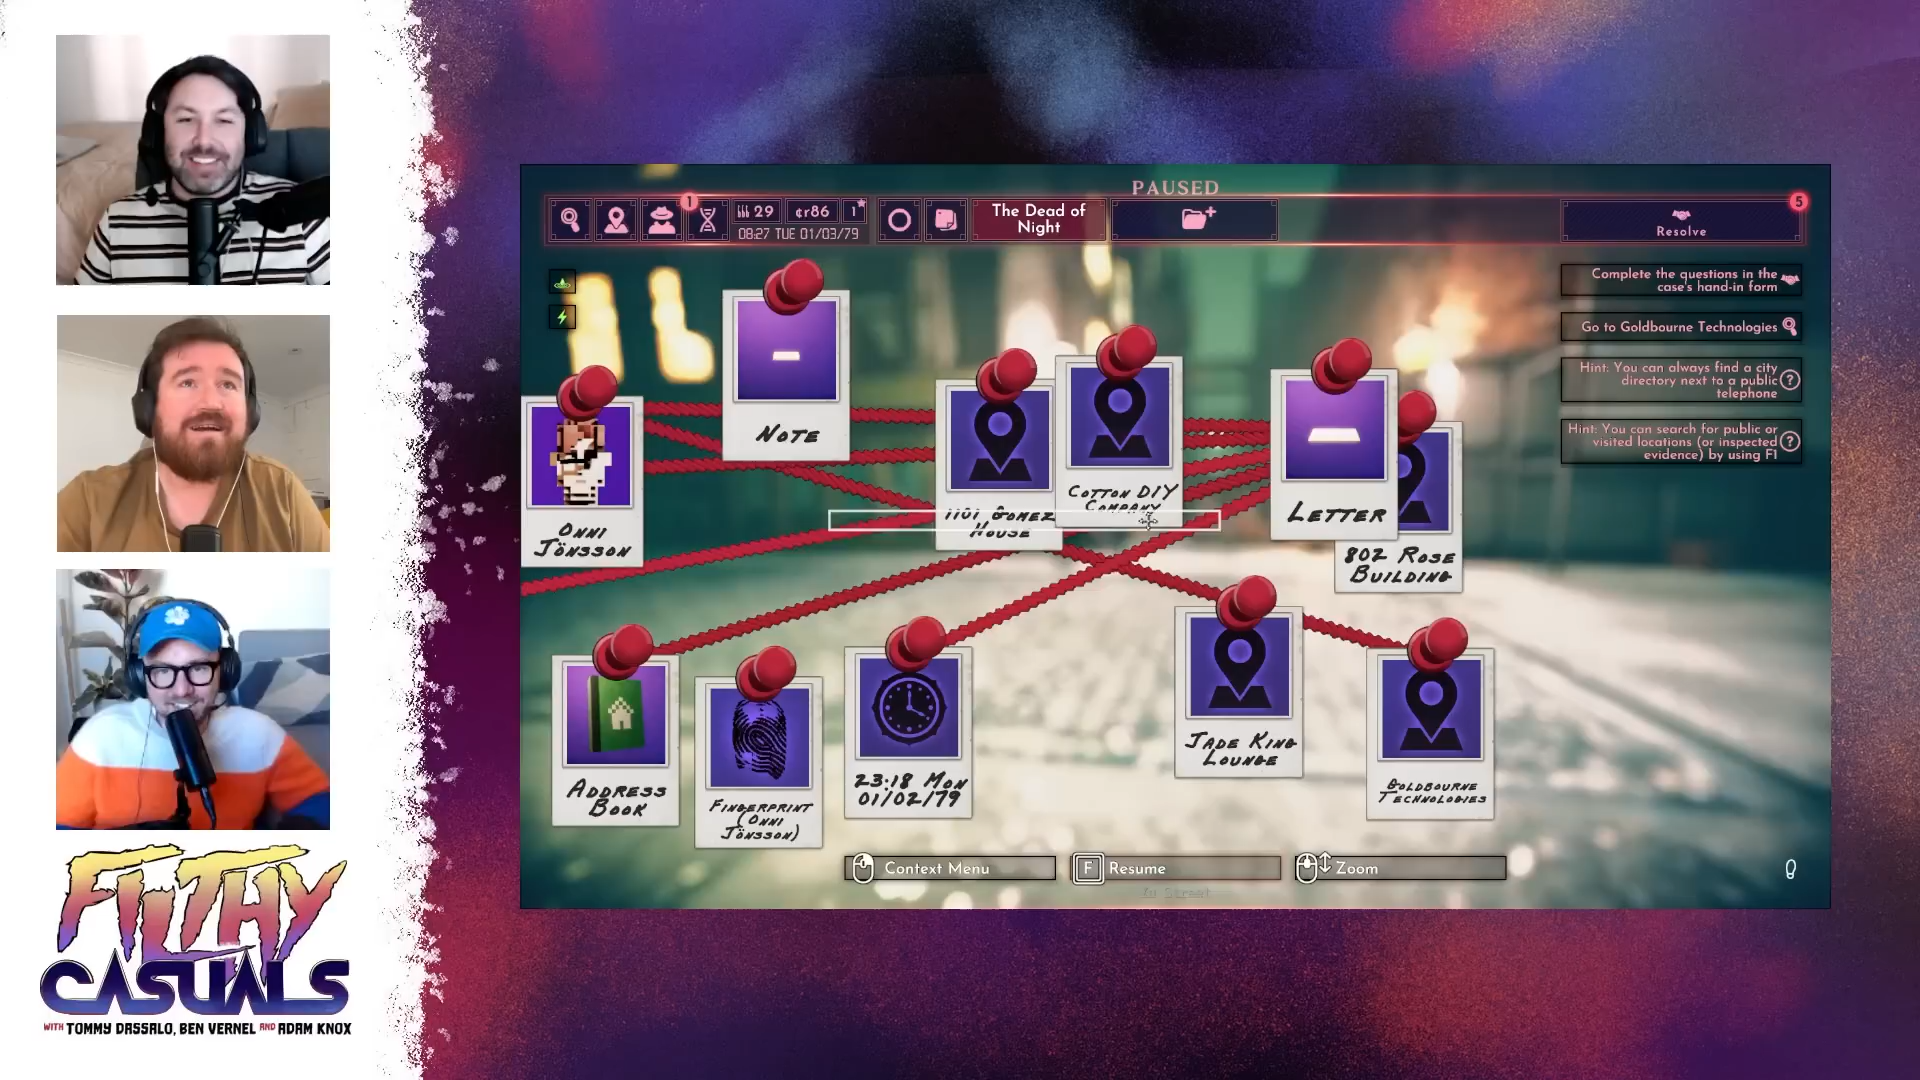 PAUSED
1
29
¢r86
1
08:27 TUE 01/03/79
The Dead of
Night
5
Resolve
Complete the questions in the
case's hand-in form
Go to Goldbourne Technologies
Hint: You can always find a city
directory next to a public
telephone
?
Hint: You can search for public or
visited locations (or inspected
evidence) by using F1
?
NOTE
ONNI
JÖNSSON
1101 GOMEZ
HOUSE
COTTON DIY
COMPANY
LETTER
802 ROSE
BUILDING
ADDRESS
BOOK
FINGERPRINT
(ONNI
JÖNSSON)
23:18 MON
01/02/79
JADE KING
LOUNGE
GOLDBOURNE
TECHNOLOGIES
Context Menu
F Resume
Zoom
FILTHY
CASUALS
WITH TOMMY DASSALO, BEN VERNEL AND ADAM KNOX